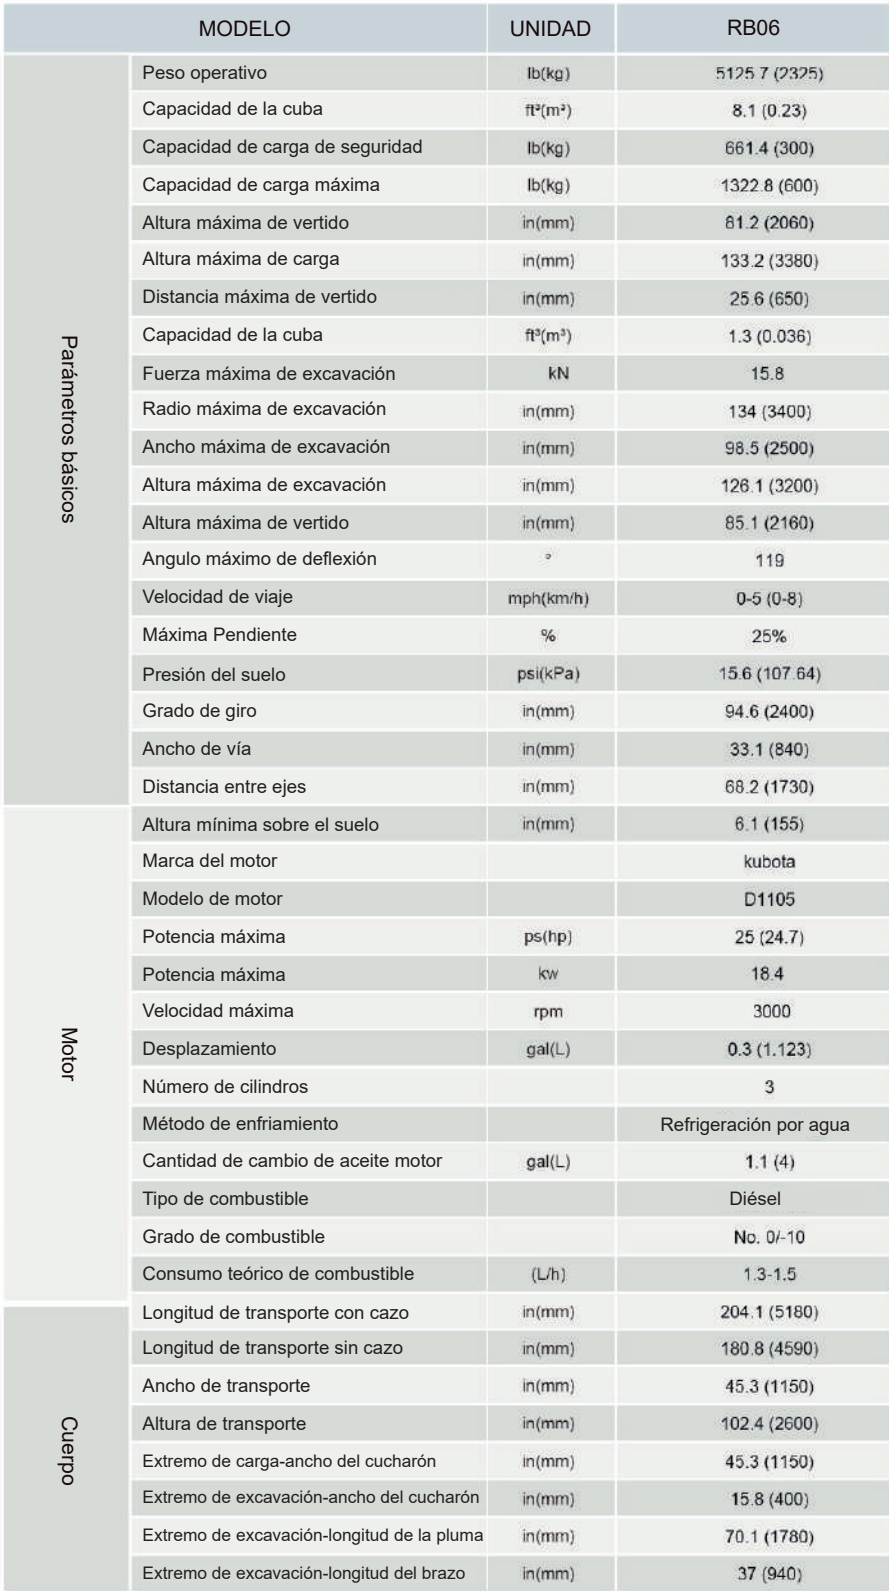 MODELO UNIDAD RB06
Parámetros básicos
Peso operativo lb(kg) 5125.7 (2325)
Capacidad de la cuba ft³(m³) 8.1 (0.23)
Capacidad de carga de seguridad lb(kg) 661.4 (300)
Capacidad de carga máxima lb(kg) 1322.8 (600)
Altura máxima de vertido in(mm) 81.2 (2060)
Altura máxima de carga in(mm) 133.2 (3380)
Distancia máxima de vertido in(mm) 25.6 (650)
Capacidad de la cuba ft³(m³) 1.3 (0.036)
Fuerza máxima de excavación kN 15.8
Radio máxima de excavación in(mm) 134 (3400)
Ancho máxima de excavación in(mm) 98.5 (2500)
Altura máxima de excavación in(mm) 126.1 (3200)
Altura máxima de vertido in(mm) 85.1 (2160)
Angulo máximo de deflexión ° 119
Velocidad de viaje mph(km/h) 0-5 (0-8)
Máxima Pendiente % 25%
Presión del suelo psi(kPa) 15.6 (107.64)
Grado de giro in(mm) 94.6 (2400)
Ancho de vía in(mm) 33.1 (840)
Distancia entre ejes in(mm) 68.2 (1730)
Motor
Altura mínima sobre el suelo in(mm) 6.1 (155)
Marca del motor kubota
Modelo de motor D1105
Potencia máxima ps(hp) 25 (24.7)
Potencia máxima kw 18.4
Velocidad máxima rpm 3000
Desplazamiento gal(L) 0.3 (1.123)
Número de cilindros 3
Método de enfriamiento Refrigeración por agua
Cantidad de cambio de aceite motor gal(L) 1.1 (4)
Tipo de combustible Diésel
Grado de combustible No. 0/-10
Consumo teórico de combustible (L/h) 1.3-1.5
Cuerpo
Longitud de transporte con cazo in(mm) 204.1 (5180)
Longitud de transporte sin cazo in(mm) 180.8 (4590)
Ancho de transporte in(mm) 45.3 (1150)
Altura de transporte in(mm) 102.4 (2600)
Extremo de carga-ancho del cucharón in(mm) 45.3 (1150)
Extremo de excavación-ancho del cucharón in(mm) 15.8 (400)
Extremo de excavación-longitud de la pluma in(mm) 70.1 (1780)
Extremo de excavación-longitud del brazo in(mm) 37 (940)